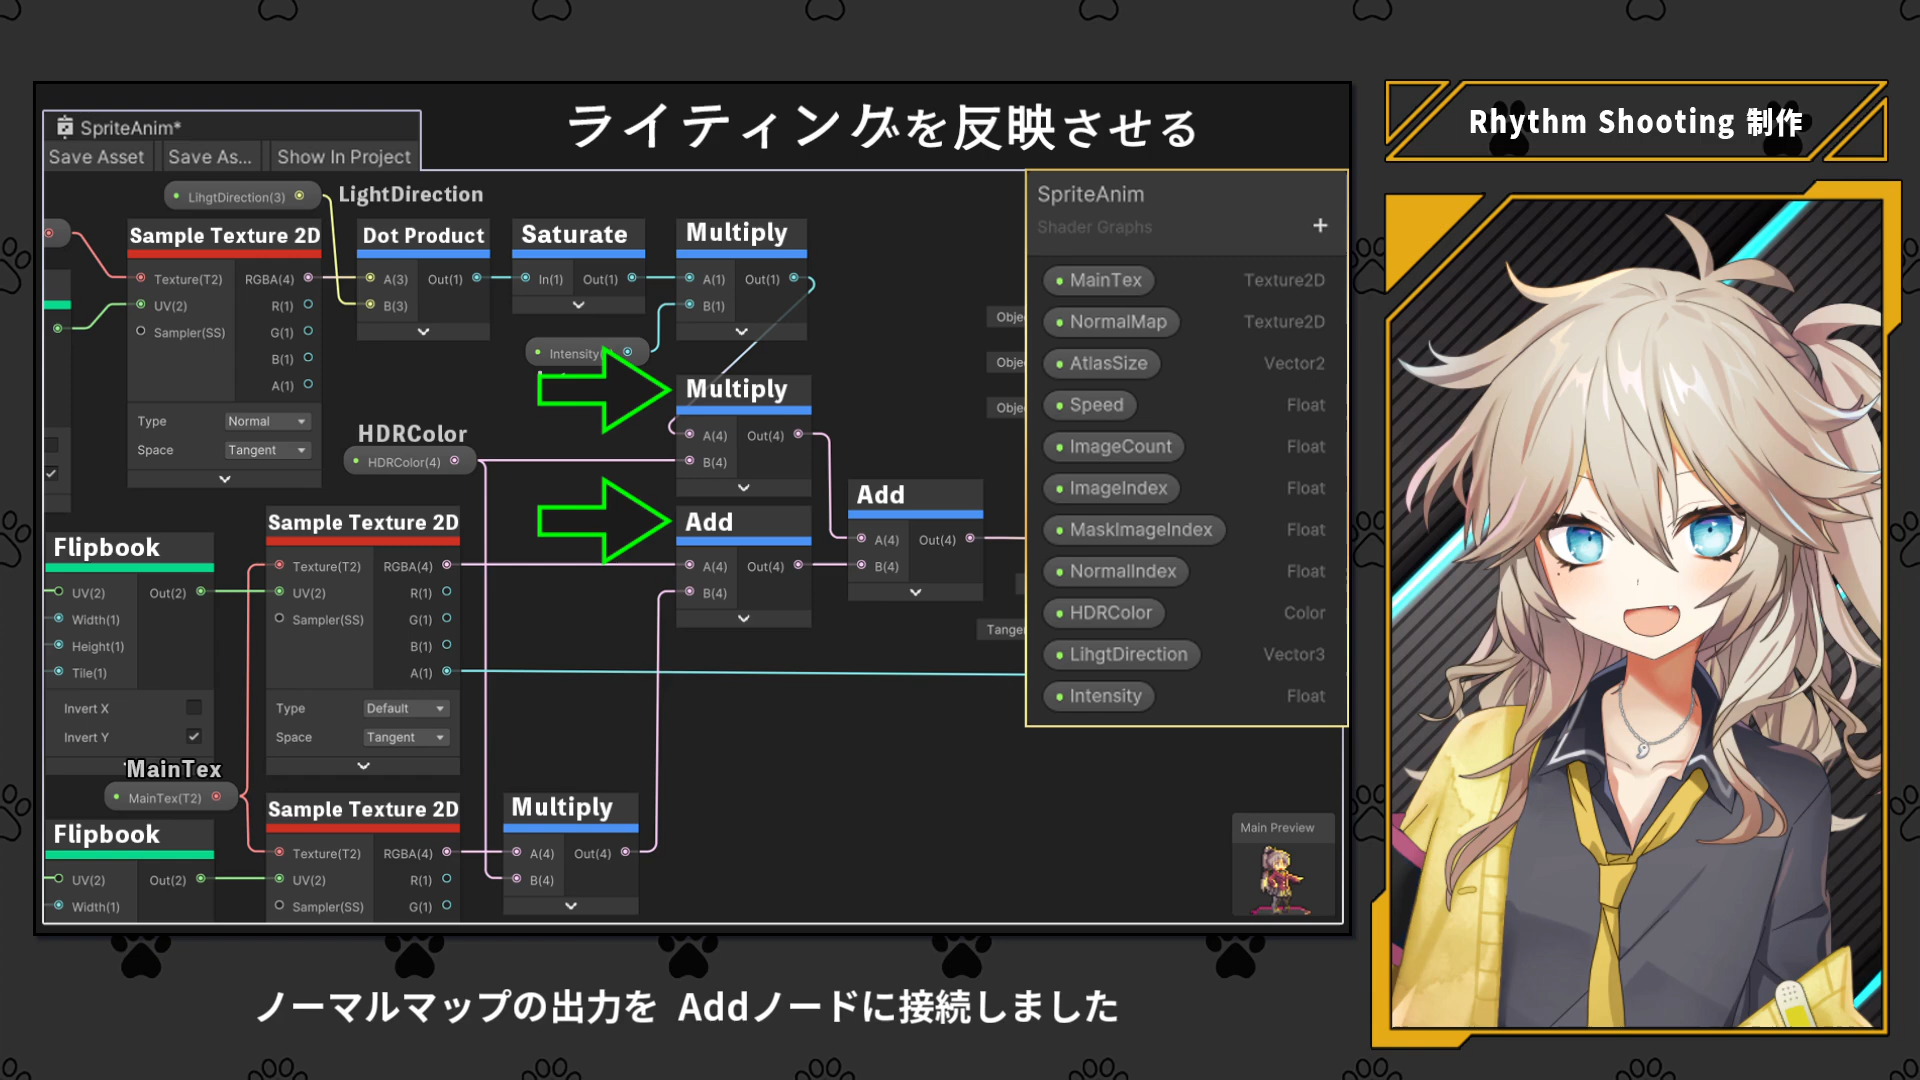 ライティングを反映させる
Rhythm Shooting 制作
SpriteAnim*
Save Asset
Save As...
Show In Project
LihgtDirection(3)
LightDirection
Sample Texture 2D
Texture(T2)
RGBA(4)
UV(2)
R(1)
Sampler(SS)
G(1)
B(1)
A(1)
Type
Normal
Space
Tangent
Dot Product
A(3)
Out(1)
B(3)
Saturate
In(1)
Out(1)
Multiply
A(1)
Out(1)
B(1)
Intensity
Multiply
A(4)
Out(4)
B(4)
HDRColor
HDRColor(4)
Add
A(4)
Out(4)
B(4)
Add
A(4)
Out(4)
B(4)
Flipbook
UV(2)
Out(2)
Width(1)
Height(1)
Tile(1)
Invert X
Invert Y
Sample Texture 2D
Texture(T2)
RGBA(4)
UV(2)
R(1)
Sampler(SS)
G(1)
B(1)
A(1)
Type
Default
Space
Tangent
MainTex
MainTex(T2)
Flipbook
UV(2)
Out(2)
Width(1)
Sample Texture 2D
Texture(T2)
RGBA(4)
UV(2)
R(1)
Sampler(SS)
G(1)
Multiply
A(4)
Out(4)
B(4)
SpriteAnim
Shader Graphs
MainTex Texture2D
NormalMap Texture2D
AtlasSize Vector2
Speed Float
ImageCount Float
ImageIndex Float
MaskImageIndex Float
NormalIndex Float
HDRColor Color
LihgtDirection Vector3
Intensity Float
Main Preview
ノーマルマップの出力を Addノードに接続しました